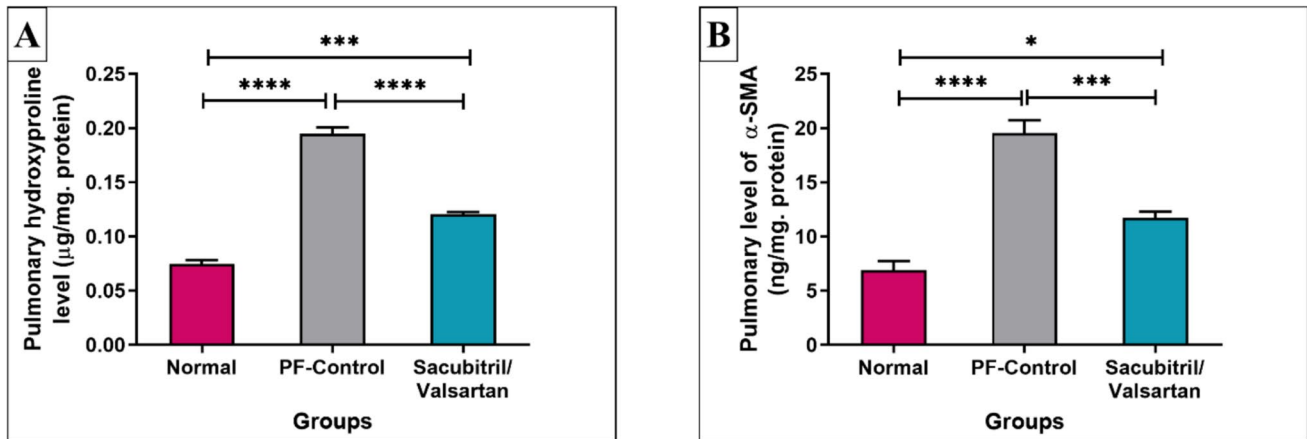 A
Pulmonary hydroxyproline
level (μg/mg. protein)
0.25
0.20
0.15
0.10
0.05
0.00
***
****
****
Normal
PF-Control
Sacubitril/
Valsartan
Groups
B
Pulmonary level of α-SMA
(ng/mg. protein)
25
20
15
10
5
0
*
****
***
Normal
PF-Control
Sacubitril/
Valsartan
Groups